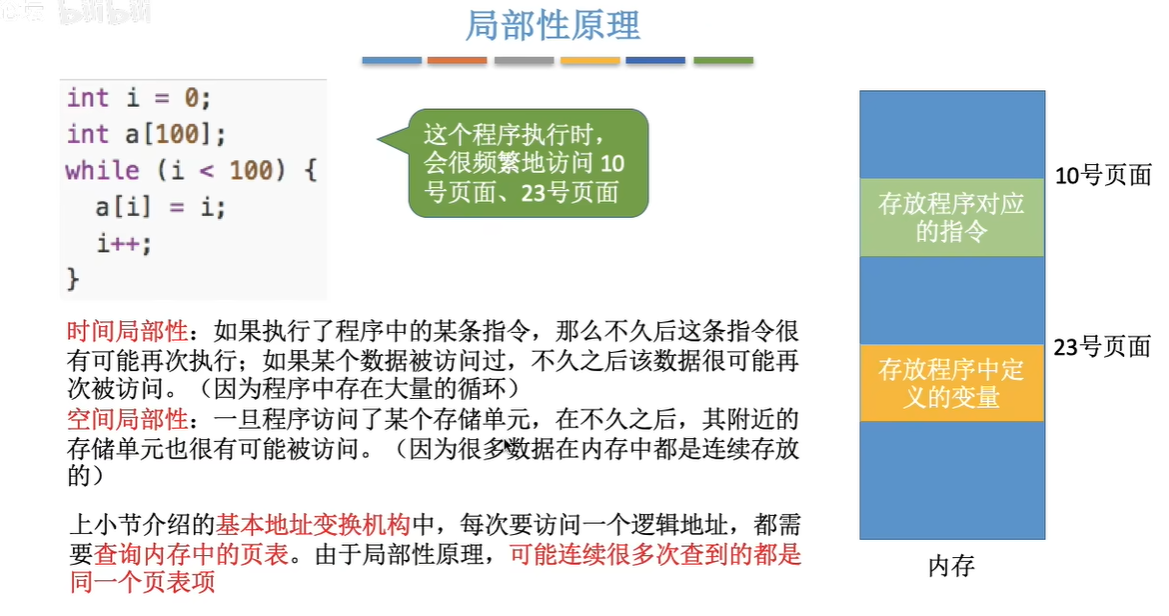 bilibili
局部性原理
int i = 0;
int a[100];
while (i < 100) {
a[i] = i;
i++;
}
这个程序执行时，
会很频繁地访问 10
号页面、23号页面
10号页面
存放程序对应
的指令
23号页面
存放程序中定
义的变量
内存
时间局部性：如果执行了程序中的某条指令，那么不久后这条指令很
有可能再次执行；如果某个数据被访问过，不久之后该数据很可能再
次被访问。（因为程序中存在大量的循环）
空间局部性：一旦程序访问了某个存储单元，在不久之后，其附近的
存储单元也很有可能被访问。（因为很多数据在内存中都是连续存放
的）
上小节介绍的基本地址变换机构中，每次要访问一个逻辑地址，都需
要查询内存中的页表。由于局部性原理，可能连续很多次查到的都是
同一个页表项